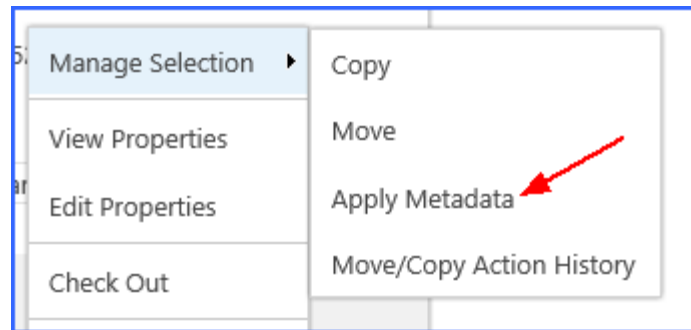 Manage Selection
View Properties
Edit Properties
Check Out
Copy
Move
Apply Metadata
Move/Copy Action History